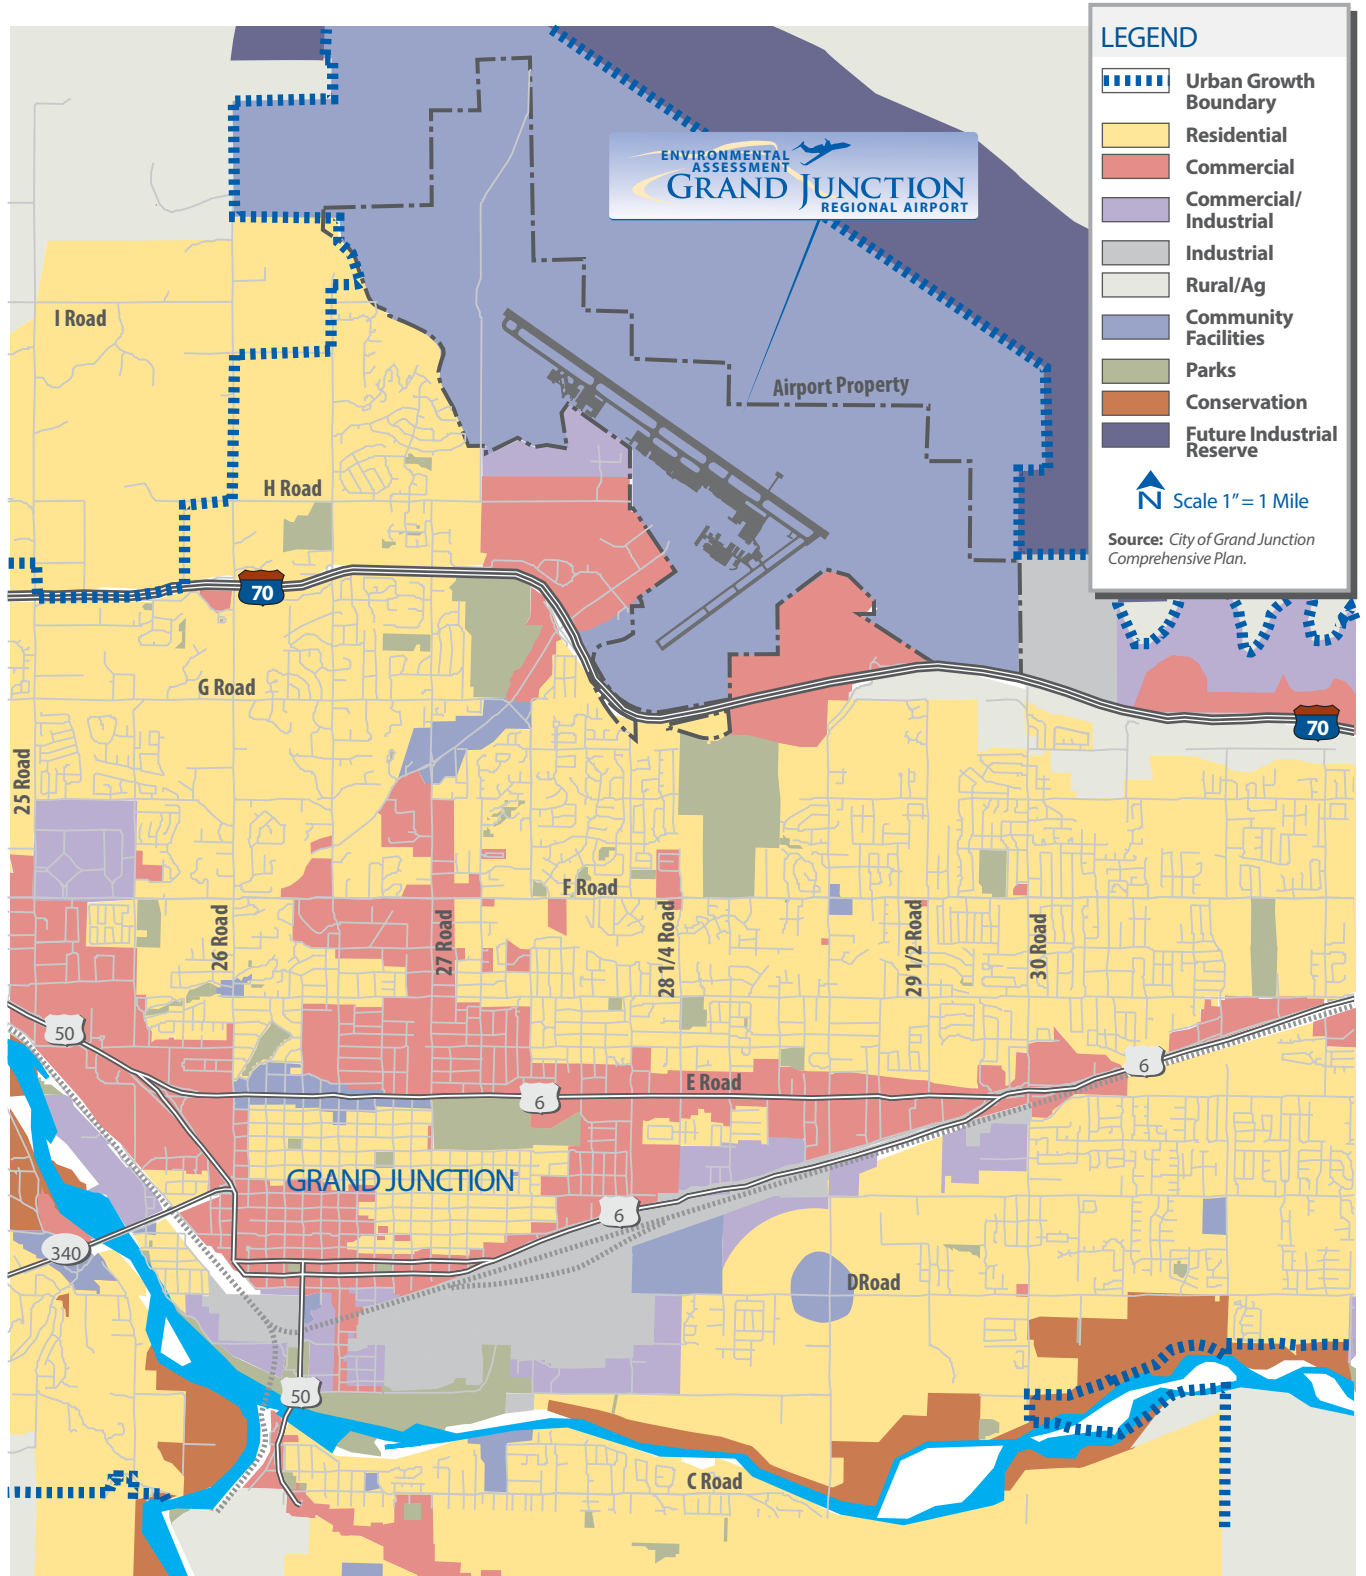 LEGEND
Urban Growth
Boundary
Residential
Commercial
Commercial/
Industrial
Industrial
Rural/Ag
Community
Facilities
Parks
Conservation
Future Industrial
Reserve
N
Scale 1” = 1 Mile
Source: City of Grand Junction
Comprehensive Plan.
ENVIRONMENTAL
ASSESSMENT
GRAND JUNCTION
REGIONAL AIRPORT
I Road
Airport Property
H Road
70
G Road
70
25 Road
F Road
26 Road
27 Road
28 1/4 Road
29 1/2 Road
30 Road
50
6
E Road
6
GRAND JUNCTION
6
340
DRoad
50
C Road